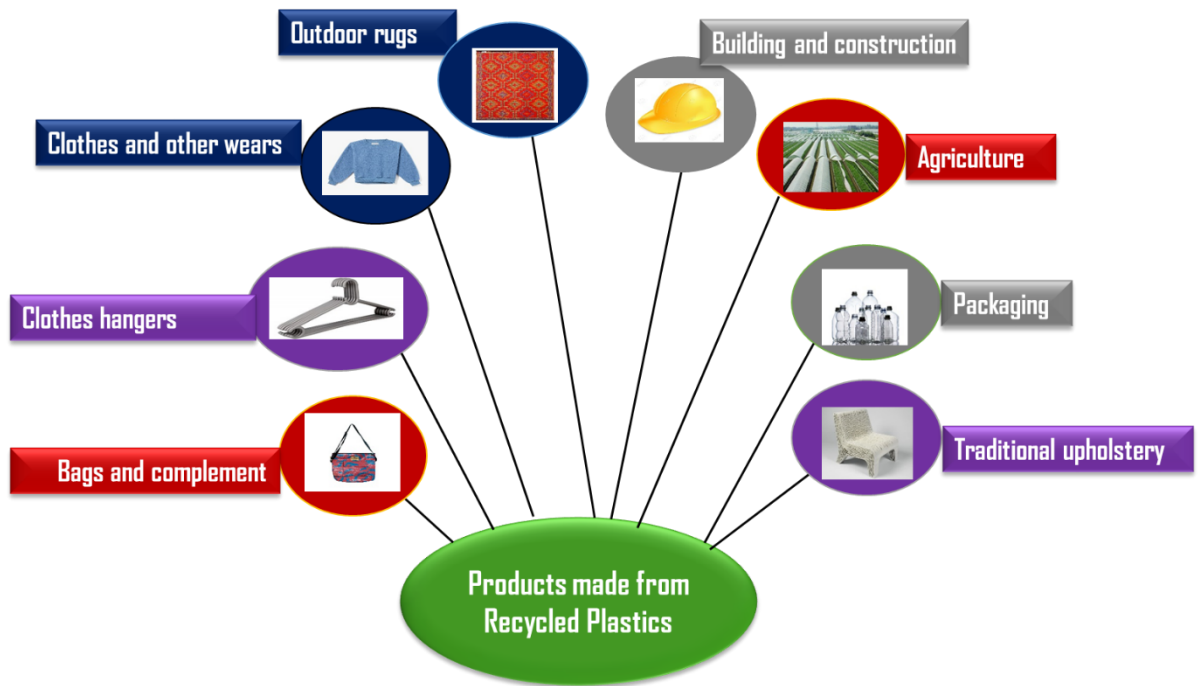 Outdoor rugs
Building and construction
Clothes and other wears
Agriculture
Clothes hangers
Packaging
Bags and complement
Traditional upholstery
Products made from
Recycled Plastics